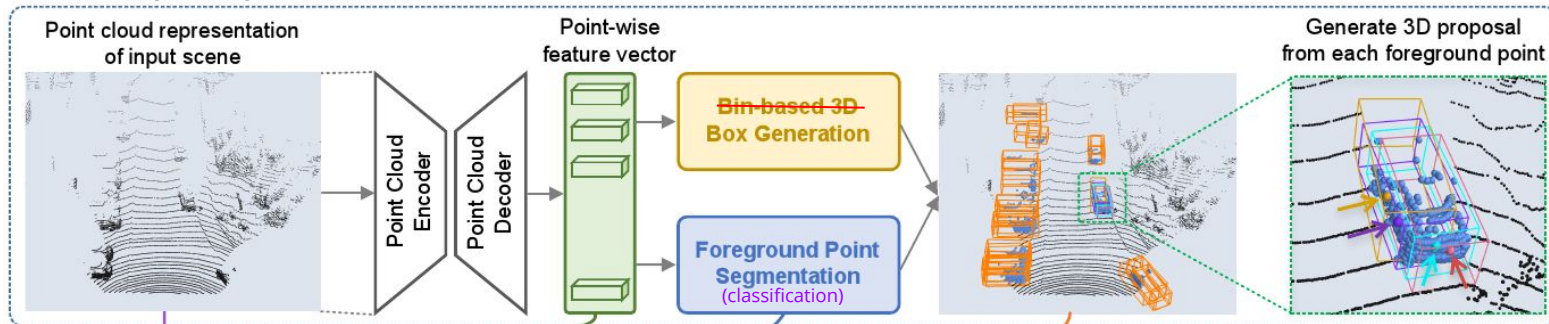 Point cloud representation
of input scene
Point Cloud
Encoder
Point Cloud
Decoder
Point-wise
feature vector
Bin-based 3D
Box Generation
Foreground Point
Segmentation
(classification)
Generate 3D proposal
from each foreground point